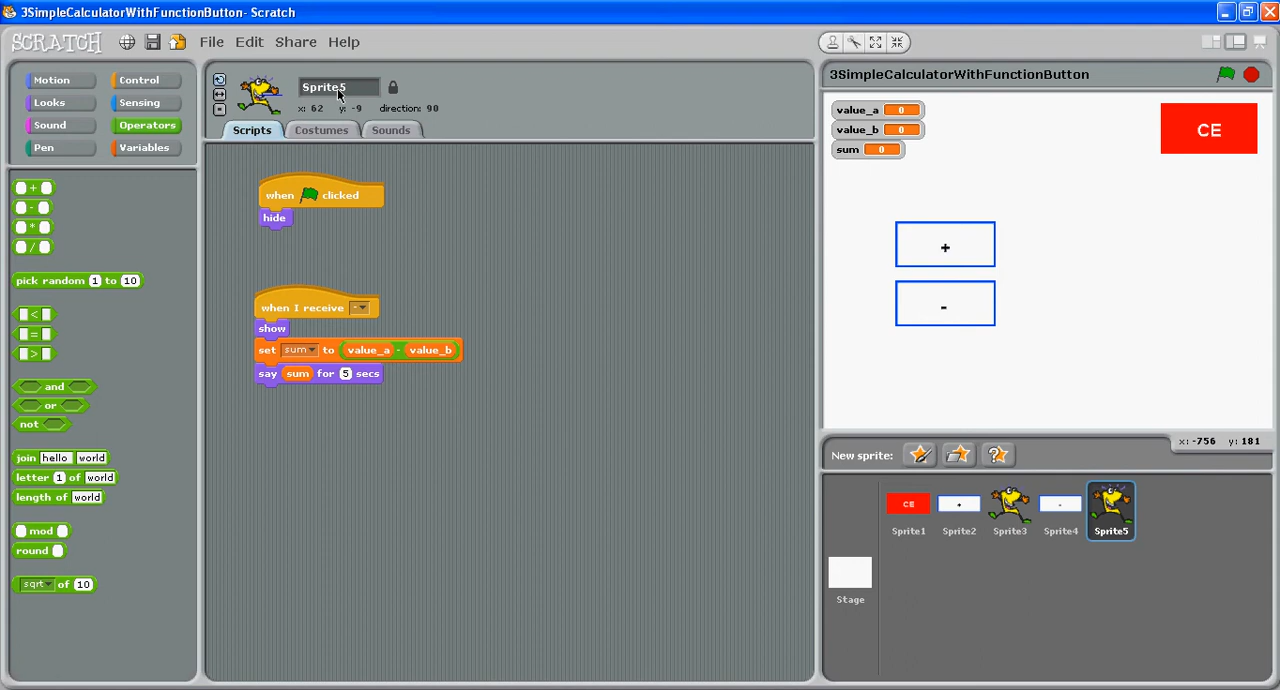 3SimpleCalculatorWithFunctionButton- Scratch
SCRATCH File Edit Share Help
Motion Control
Looks Sensing
Sound Operators
Pen Variables
+
-
*
/
pick random 1 to 10
<
=
>
and
or
not
join hello world
letter 1 of world
length of world
mod
round
sqrt of 10
Sprite5
x: 62 y: -9 direction: 90
Scripts Costumes Sounds
when clicked
hide
when I receive -
show
set sum to value_a - value_b
say sum for 5 secs
3SimpleCalculatorWithFunctionButton
value_a 0
value_b 0
sum 0
CE
+
-
x: -756 y: 181
New sprite:
CE + -
Sprite1 Sprite2 Sprite3 Sprite4 Sprite5
Stage